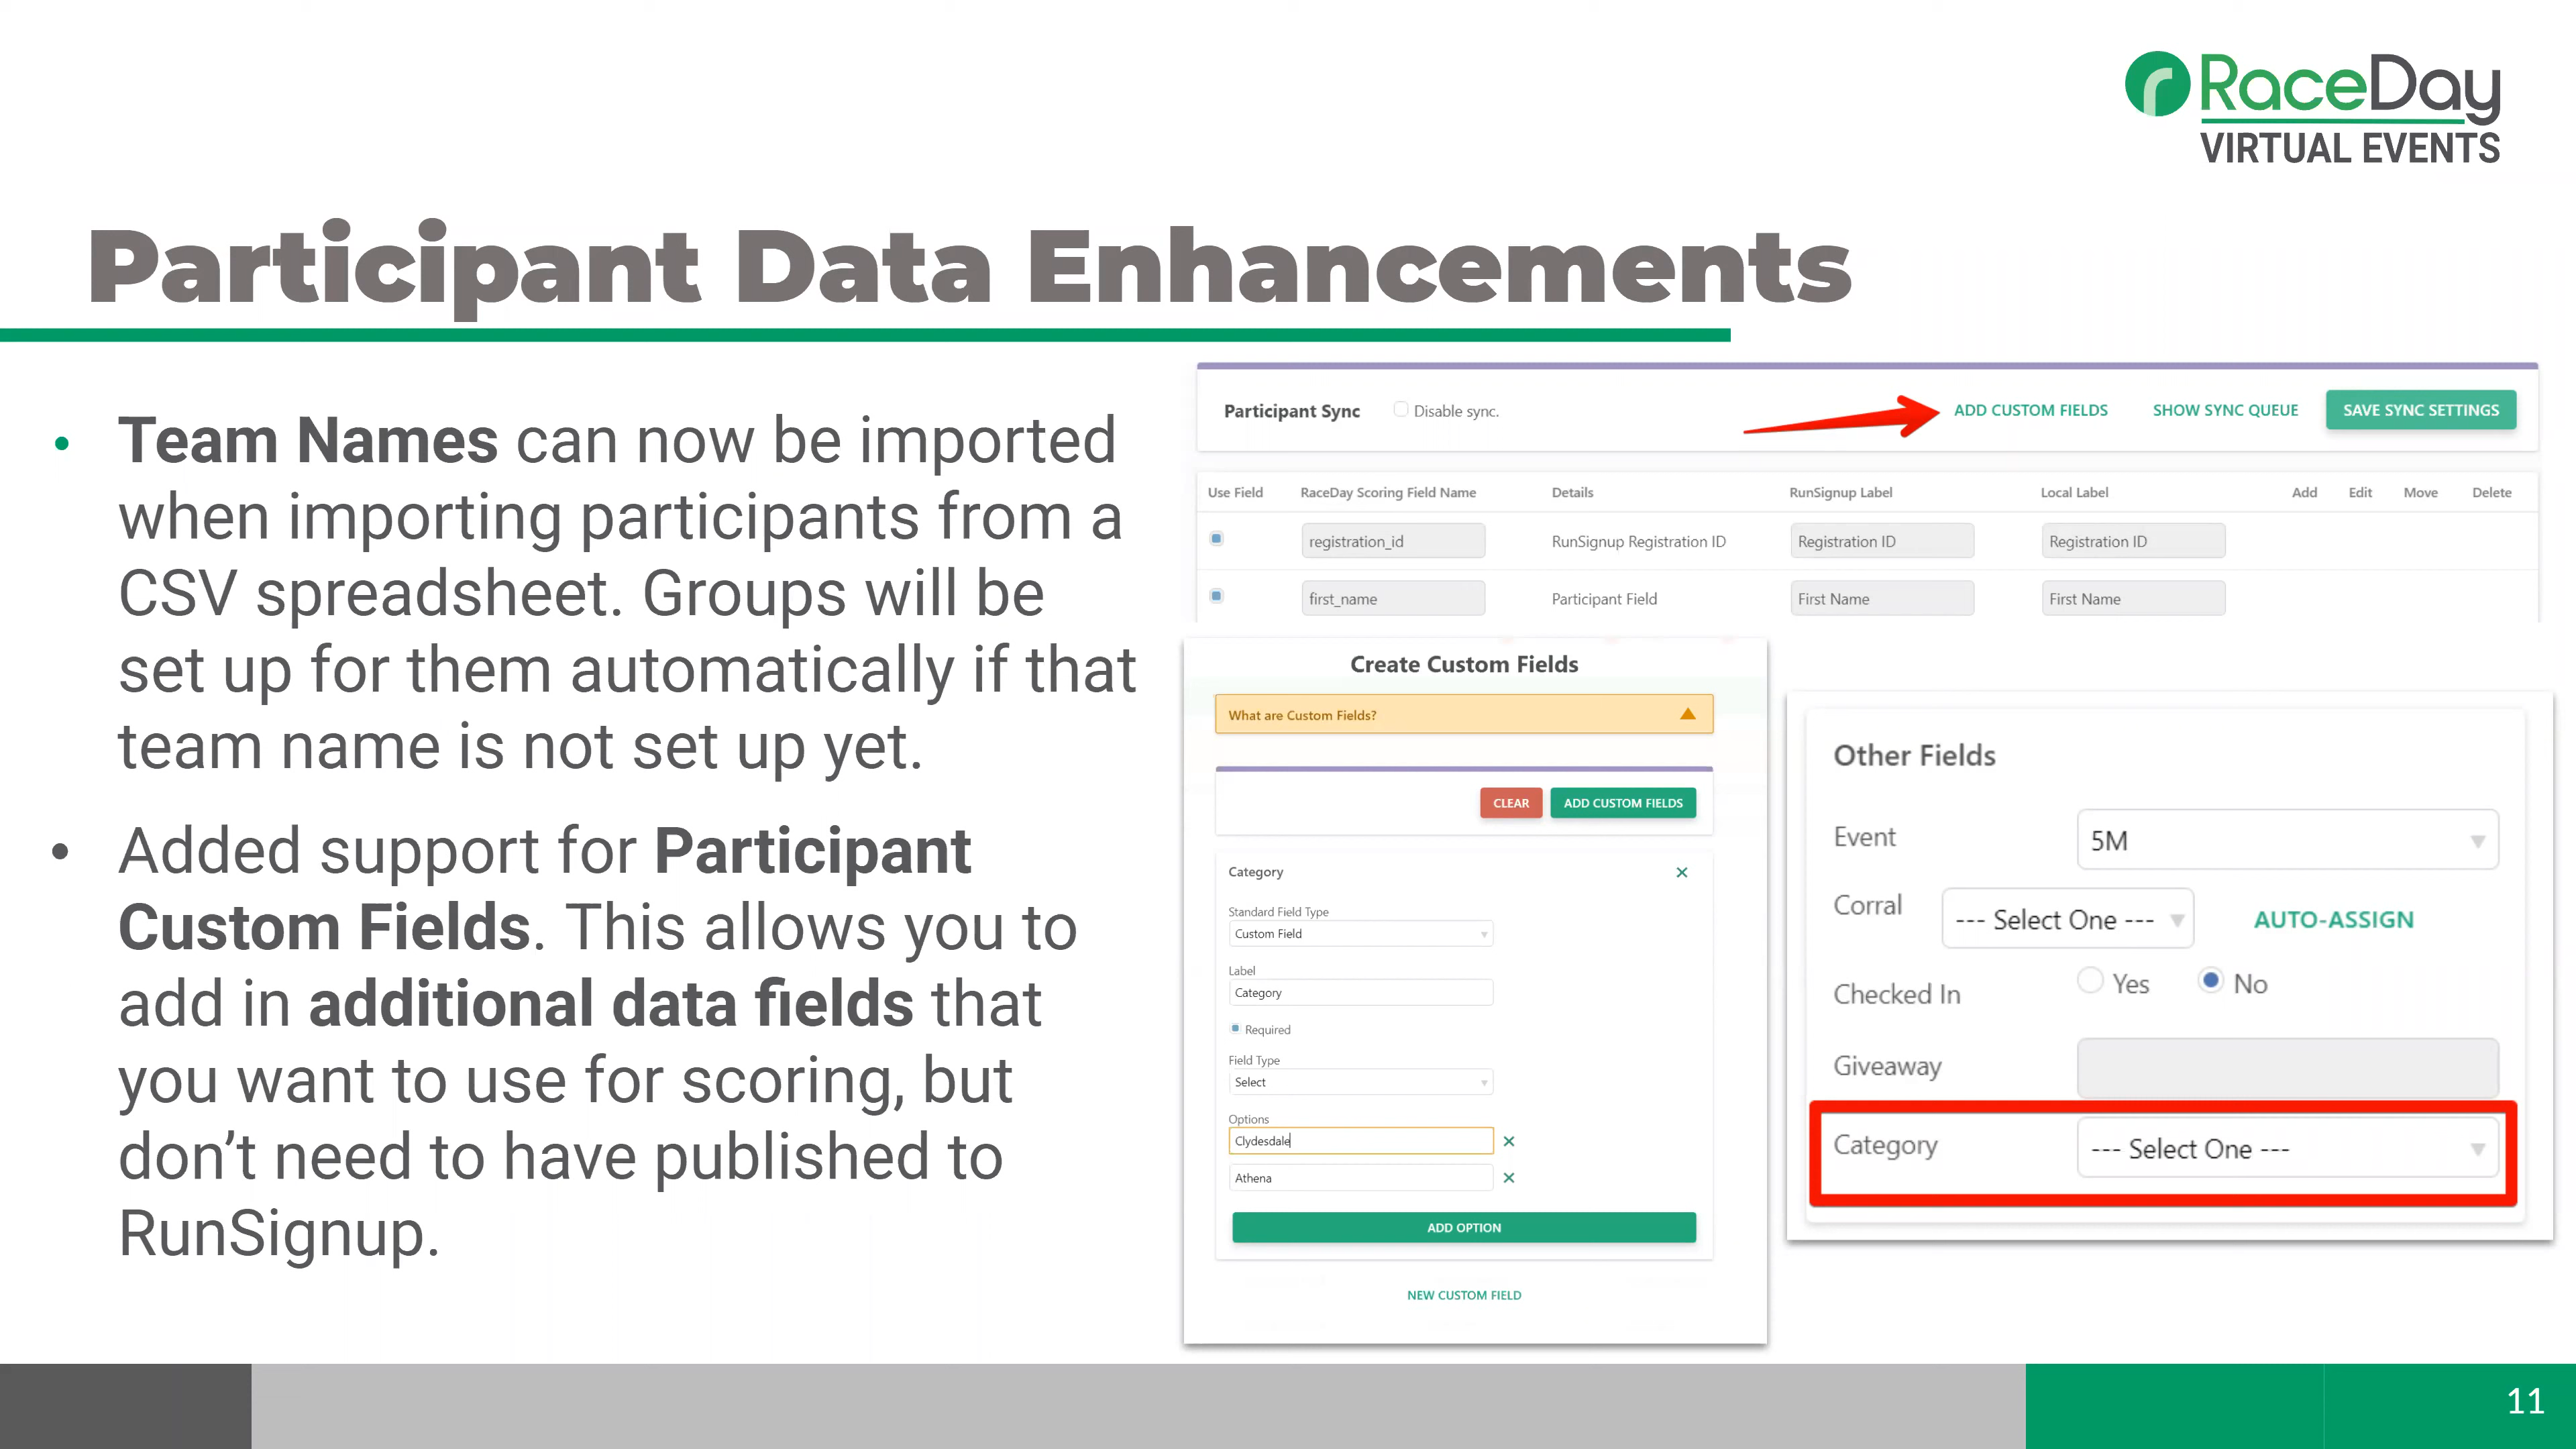 RaceDay
VIRTUAL EVENTS
Participant Data Enhancements
• Team Names can now be imported
when importing participants from a
CSV spreadsheet. Groups will be
set up for them automatically if that
team name is not set up yet.
• Added support for Participant
Custom Fields. This allows you to
add in additional data fields that
you want to use for scoring, but
don’t need to have published to
RunSignup.
Participant Sync Disable sync. ADD CUSTOM FIELDS SHOW SYNC QUEUE SAVE SYNC SETTINGS
Use Field RaceDay Scoring Field Name Details RunSignup Label Local Label Add Edit Move Delete
registration_id RunSignup Registration ID Registration ID Registration ID
first_name Participant Field First Name First Name
Create Custom Fields
What are Custom Fields?
CLEAR ADD CUSTOM FIELDS
Category
Standard Field Type
Custom Field
Label
Category
Required
Field Type
Select
Options
Clydesdale
Athena
ADD OPTION
NEW CUSTOM FIELD
Other Fields
Event 5M
Corral --- Select One --- AUTO-ASSIGN
Checked In Yes No
Giveaway
Category --- Select One ---
11